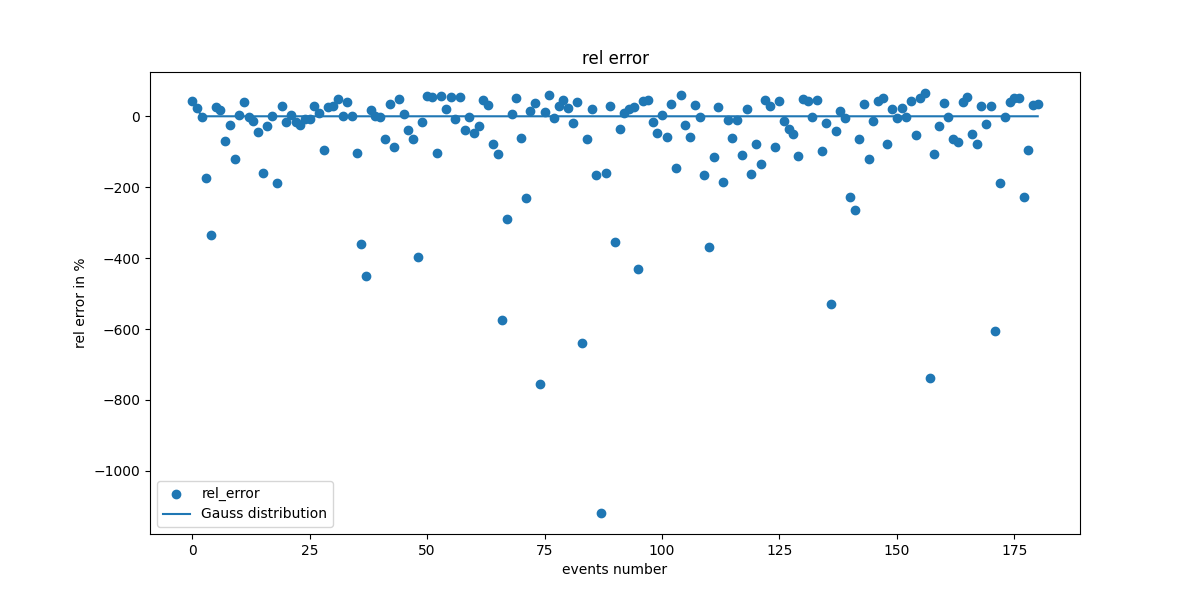 rel error
rel error in %
0
−200
−400
−600
−800
−1000
rel_error
Gauss distribution
0 25 50 75 100 125 150 175
events number